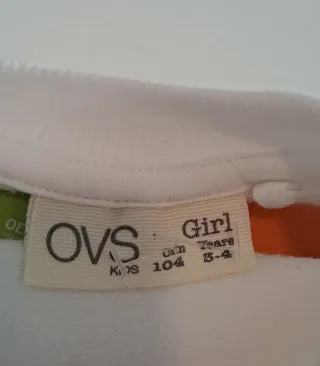 OVS Girl
KIDS cm Years
104 3-4